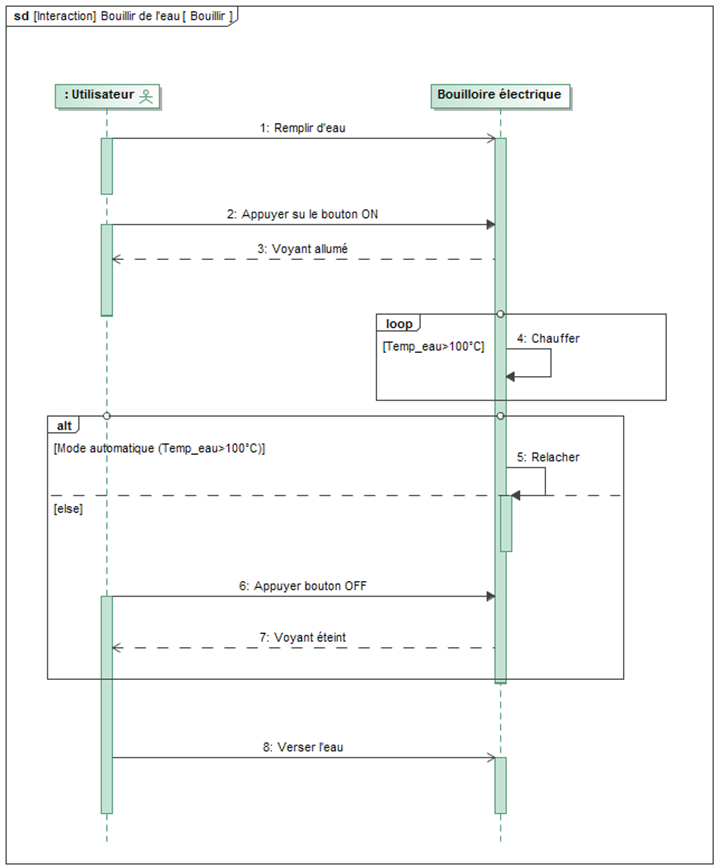 sd [Interaction] Bouillir de l'eau [ Bouillir ]
: Utilisateur
Bouilloire électrique
1: Remplir d'eau
2: Appuyer su le bouton ON
3: Voyant allumé
loop
[Temp_eau>100°C]
4: Chauffer
alt
[Mode automatique (Temp_eau>100°C)]
5: Relacher
[else]
6: Appuyer bouton OFF
7: Voyant éteint
8: Verser l'eau